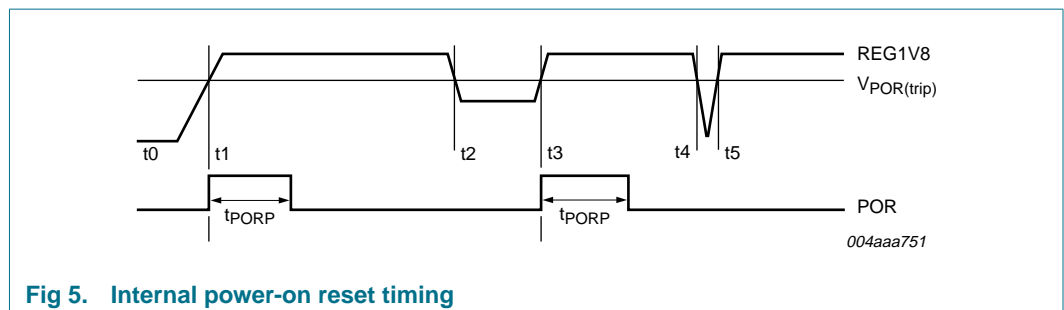 REG1V8
VPOR(trip)
t0 t1 t2 t3 t4 t5
tPORP tPORP POR
004aaa751
Fig 5. Internal power-on reset timing